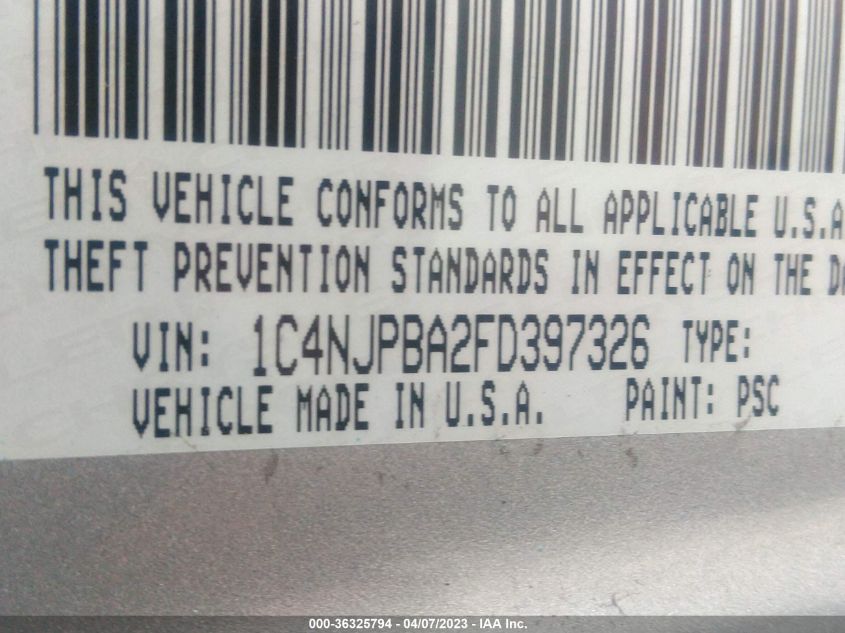 THIS VEHICLE CONFORMS TO ALL APPLICABLE U.S.A
THEFT PREVENTION STANDARDS IN EFFECT ON THE
VIN: 1C4NJPBA2FD397326 TYPE:
VEHICLE MADE IN U.S.A. PAINT: PSC
000-36325794 - 04/07/2023 - IAA Inc.